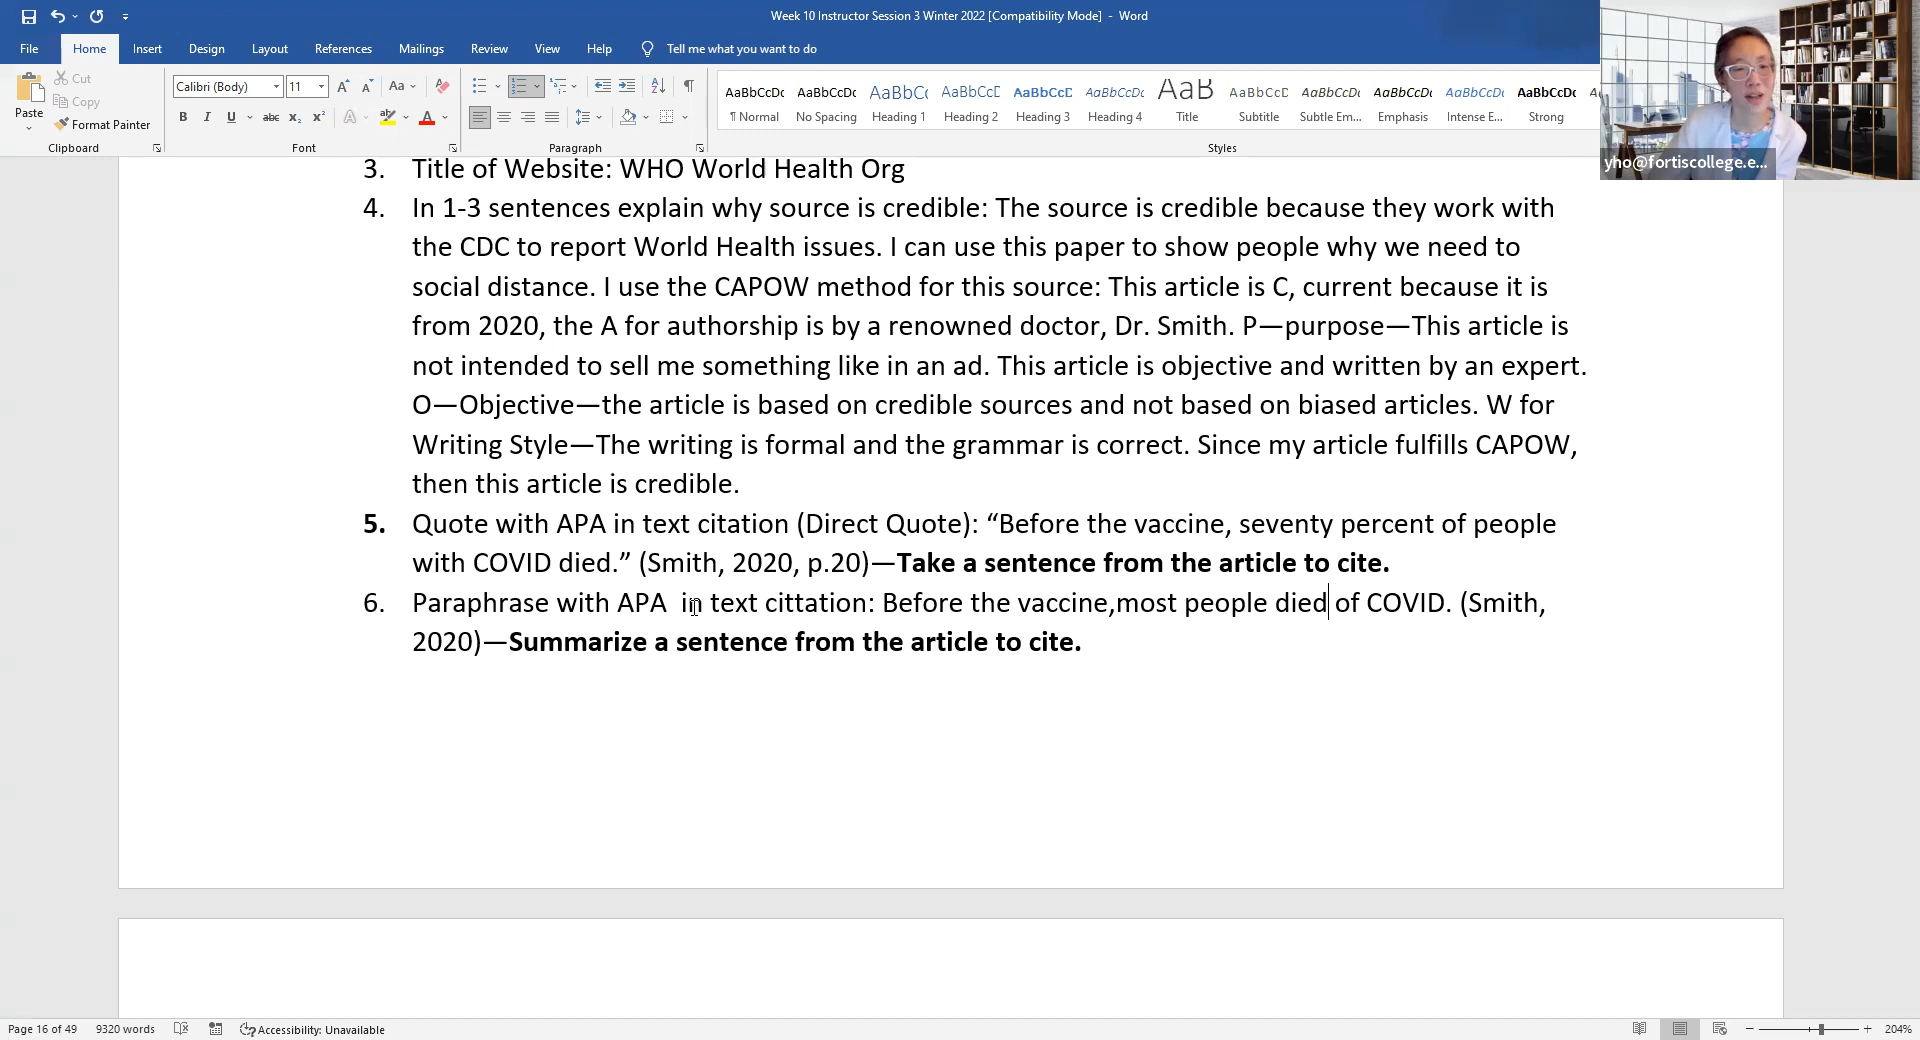 Week 10 Instructor Session 3 Winter 2022 [Compatibility Mode] - Word
File Home Insert Design Layout References Mailings Review View Help Tell me what you want to do
Cut
Copy
Paste
Format Painter
Calibri (Body) 11
Aa
B I U abc x₂ x² A ab A
AaBbCcDc AaBbCcDc AaBbC AaBbCcD AaBbCcD AaBbCcDc AaB AaBbCcD AaBbCcDc AaBbCcDc AaBbCcDc AaBbCcDc
¶ Normal No Spacing Heading 1 Heading 2 Heading 3 Heading 4 Title Subtitle Subtle Em... Emphasis Intense E... Strong
Clipboard Font Paragraph Styles
yho@fortiscollege.e...
3. Title of Website: WHO World Health Org
4. In 1-3 sentences explain why source is credible: The source is credible because they work with
the CDC to report World Health issues. I can use this paper to show people why we need to
social distance. I use the CAPOW method for this source: This article is C, current because it is
from 2020, the A for authorship is by a renowned doctor, Dr. Smith. P—purpose—This article is
not intended to sell me something like in an ad. This article is objective and written by an expert.
O—Objective—the article is based on credible sources and not based on biased articles. W for
Writing Style—The writing is formal and the grammar is correct. Since my article fulfills CAPOW,
then this article is credible.
5. Quote with APA in text citation (Direct Quote): “Before the vaccine, seventy percent of people
with COVID died.” (Smith, 2020, p.20)—Take a sentence from the article to cite.
6. Paraphrase with APA  in text cittation: Before the vaccine,most people died of COVID. (Smith,
2020)—Summarize a sentence from the article to cite.
Page 16 of 49 9320 words Accessibility: Unavailable 204%